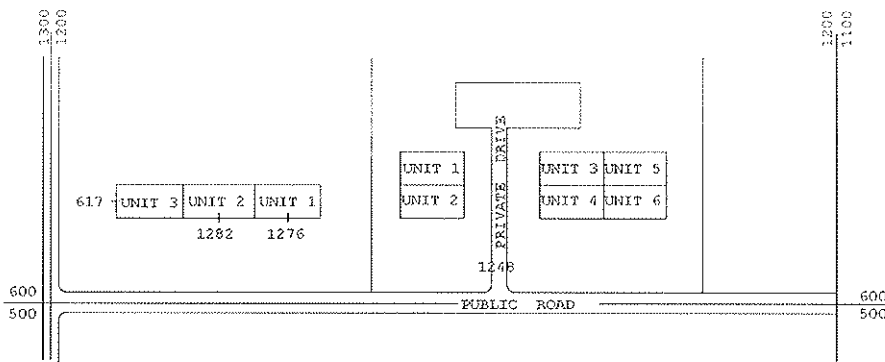 1300
1200
1200
1100
PRIVATE DRIVE
UNIT 1
UNIT 3
UNIT 5
UNIT 2
UNIT 4
UNIT 6
617
UNIT 3
UNIT 2
UNIT 1
1282
1276
1248
600
600
PUBLIC ROAD
500
500